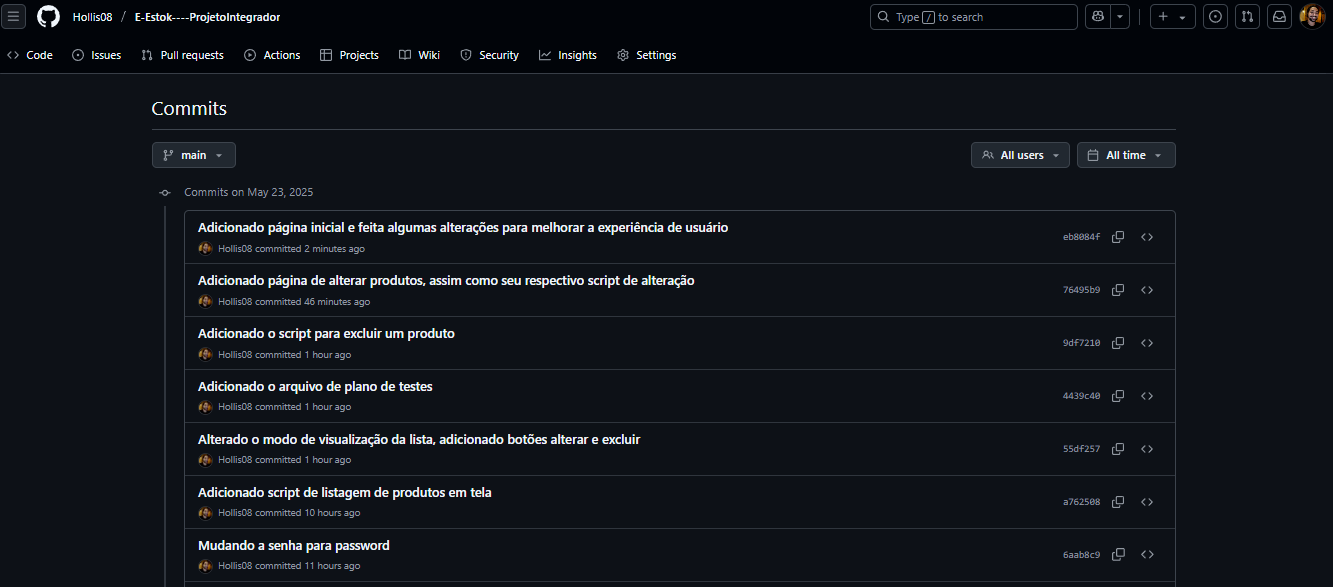 Hollis08 / E-Estok----ProjetoIntegrador
Type / to search
Code Issues Pull requests Actions Projects Wiki Security Insights Settings
Commits
main
All users All time
Commits on May 23, 2025
Adicionado página inicial e feita algumas alterações para melhorar a experiência de usuário
Hollis08 committed 2 minutes ago
eb8084f
Adicionado página de alterar produtos, assim como seu respectivo script de alteração
Hollis08 committed 46 minutes ago
76495b9
Adicionado o script para excluir um produto
Hollis08 committed 1 hour ago
9df7210
Adicionado o arquivo de plano de testes
Hollis08 committed 1 hour ago
4439c40
Alterado o modo de visualização da lista, adicionado botões alterar e excluir
Hollis08 committed 1 hour ago
55df257
Adicionado script de listagem de produtos em tela
Hollis08 committed 10 hours ago
a762508
Mudando a senha para password
Hollis08 committed 11 hours ago
6aab8c9